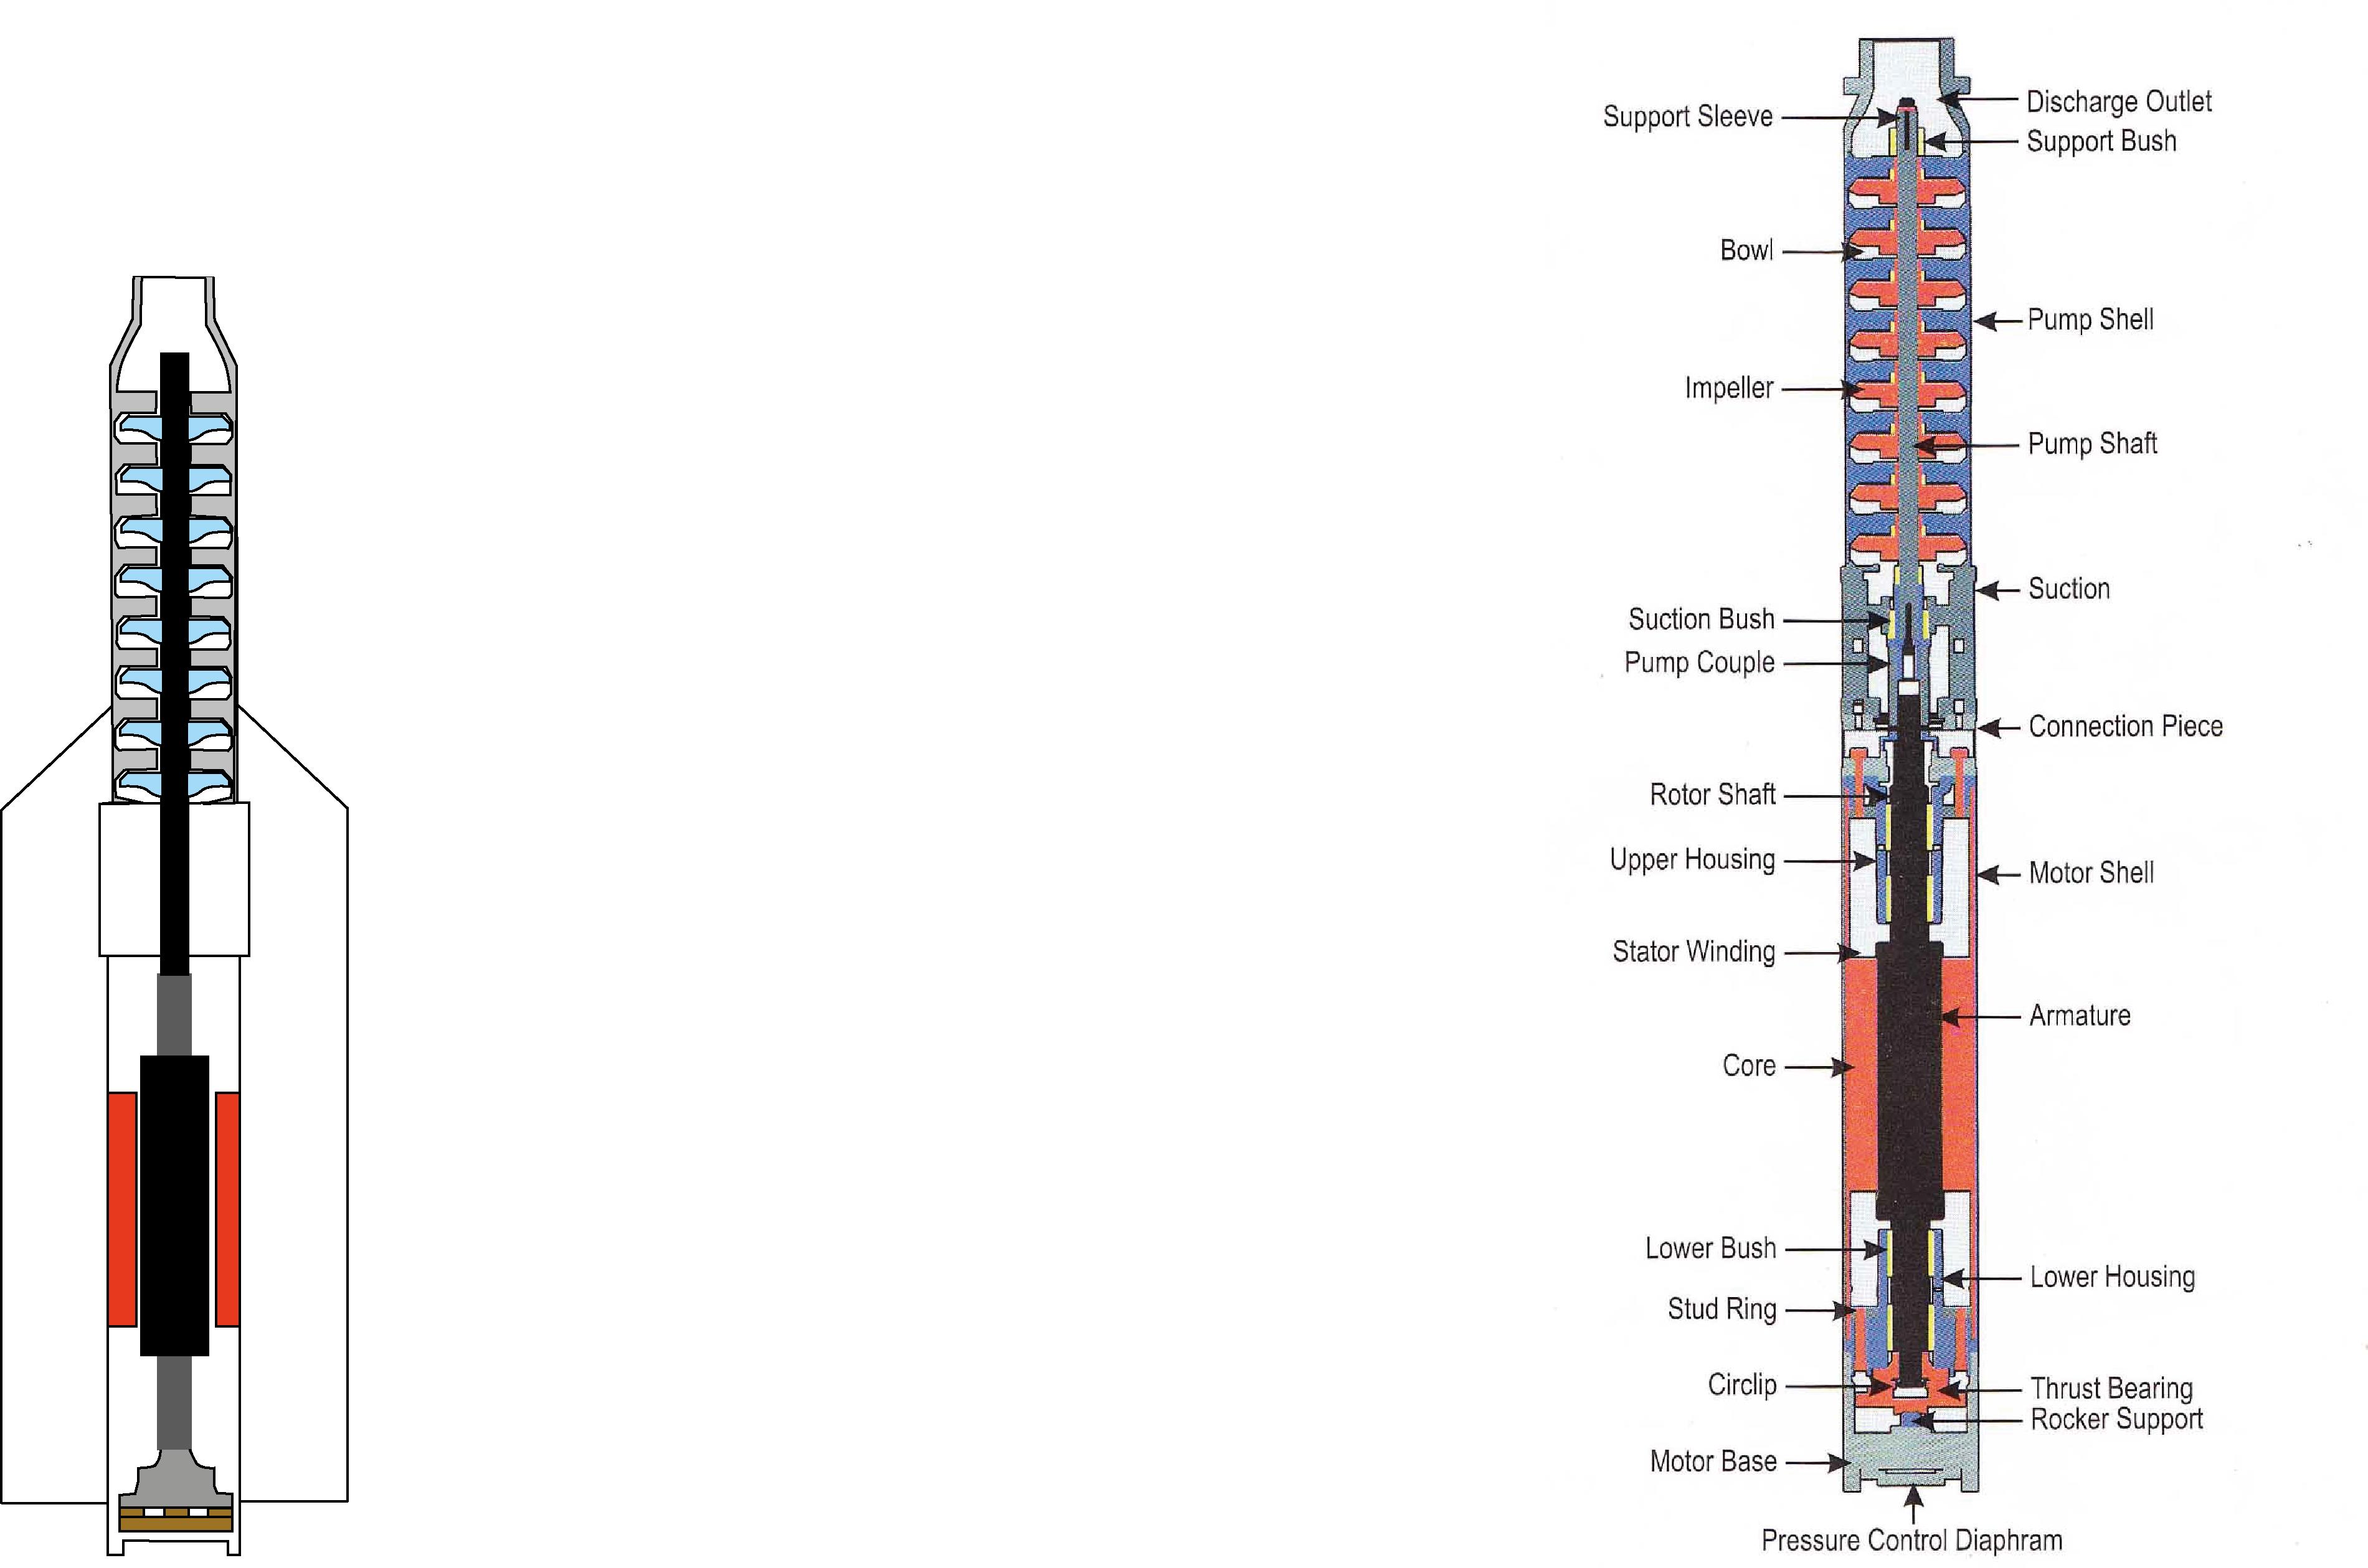 Discharge Outlet
Support Sleeve
Support Bush
Bowl
Pump Shell
Impeller
Pump Shaft
Suction
Suction Bush
Pump Couple
Connection Piece
Rotor Shaft
Upper Housing
Motor Shell
Stator Winding
Armature
Core
Lower Bush
Lower Housing
Stud Ring
Circlip
Thrust Bearing
Rocker Support
Motor Base
Pressure Control Diaphram